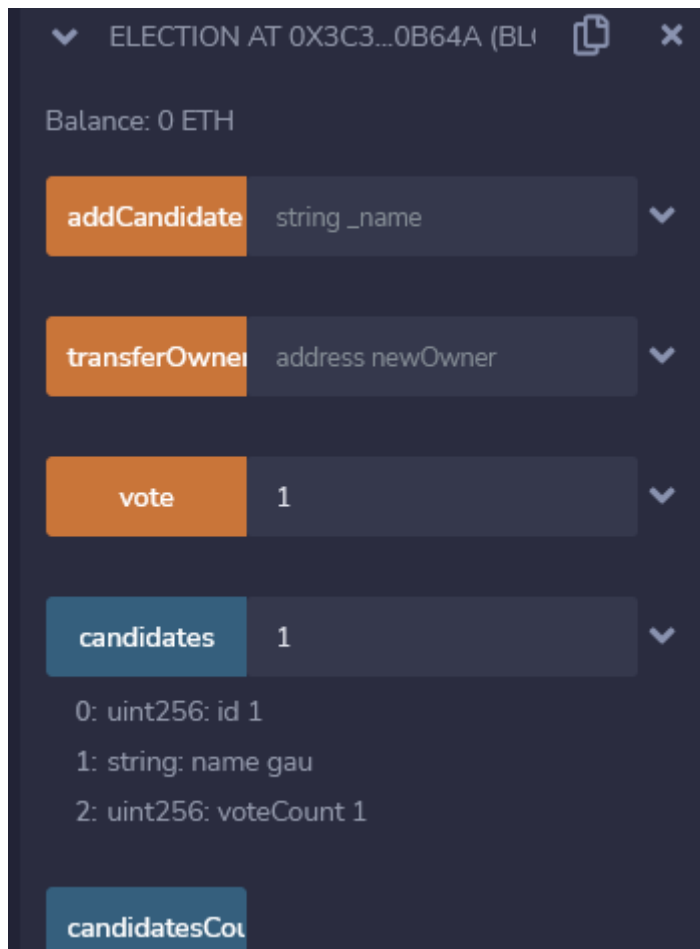 ELECTION AT 0X3C3...0B64A (BL
Balance: 0 ETH
addCandidate string _name
transferOwner address newOwner
vote 1
candidates 1
0: uint256: id 1
1: string: name gau
2: uint256: voteCount 1
candidatesCou